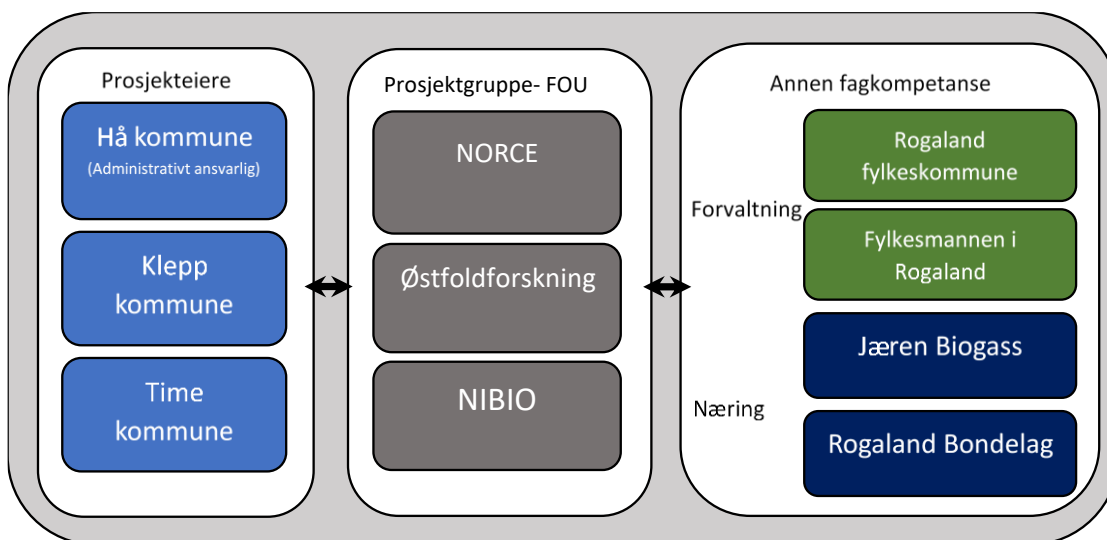 Prosjekteiere
Hå kommune
(Administrativt ansvarlig)
Klepp
kommune
Time
kommune
Prosjektgruppe- FOU
NORCE
Østfoldforskning
NIBIO
Annen fagkompetanse
Forvaltning
Rogaland
fylkeskommune
Fylkesmannen i
Rogaland
Næring
Jæren Biogass
Rogaland Bondelag